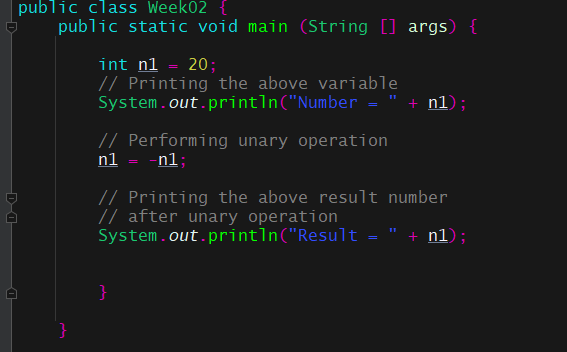 public class Week02 {
public static void main (String [] args) {
int n1 = 20;
// Printing the above variable
System.out.println("Number = " + n1);
// Performing unary operation
n1 = -n1;
// Printing the above result number
// after unary operation
System.out.println("Result = " + n1);
}
}